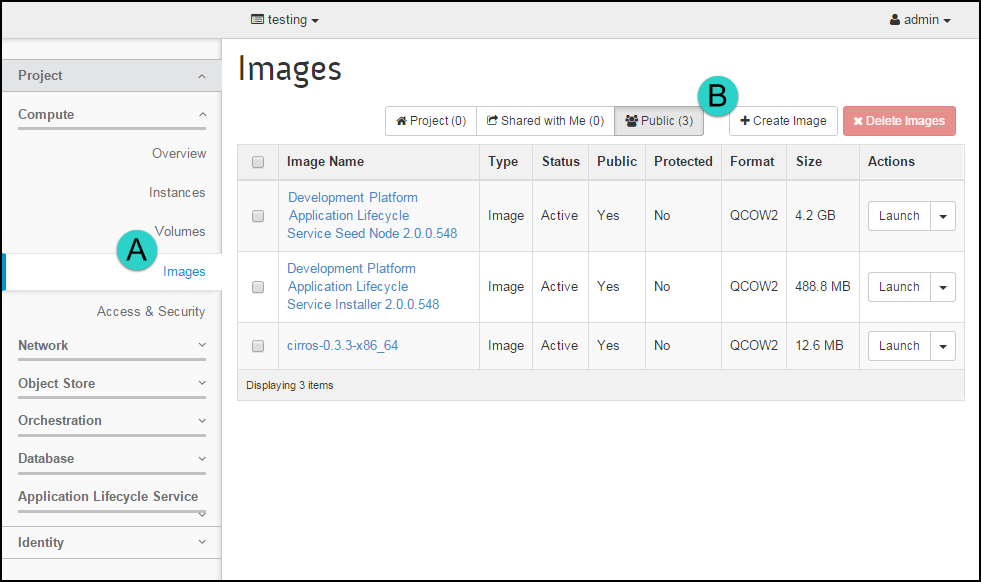 testing
admin
Project
Compute
Overview
Instances
Volumes
A
Images
Access & Security
Network
Object Store
Orchestration
Database
Application Lifecycle Service
Identity
Images
B
Project (0) Shared with Me (0) Public (3) Create Image Delete Images
Image Name Type Status Public Protected Format Size Actions
Development Platform
Application Lifecycle
Service Seed Node 2.0.0.548 Image Active Yes No QCOW2 4.2 GB Launch
Development Platform
Application Lifecycle
Service Installer 2.0.0.548 Image Active Yes No QCOW2 488.8 MB Launch
cirros-0.3.3-x86_64 Image Active Yes No QCOW2 12.6 MB Launch
Displaying 3 items